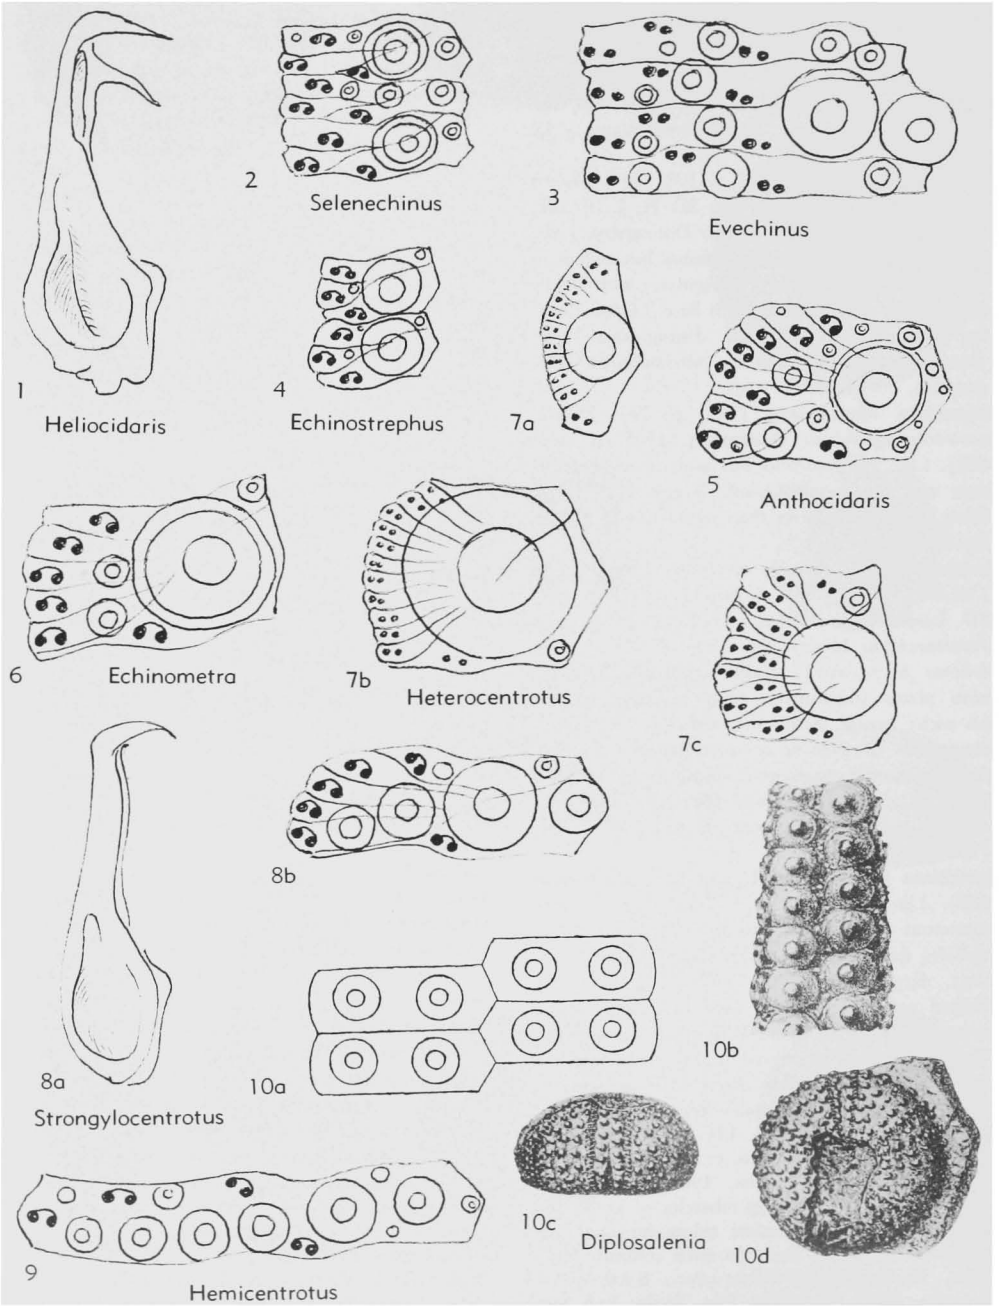 1
Heliocidaris
2
Selenechinus
3
Evechinus
4
Echinostrephus
7a
5
Anthocidaris
6
Echinometra
7b
Heterocentrotus
7c
8a
Strongylocentrotus
8b
10a
10b
9
Hemicentrotus
10c
Diplosalenia
10d